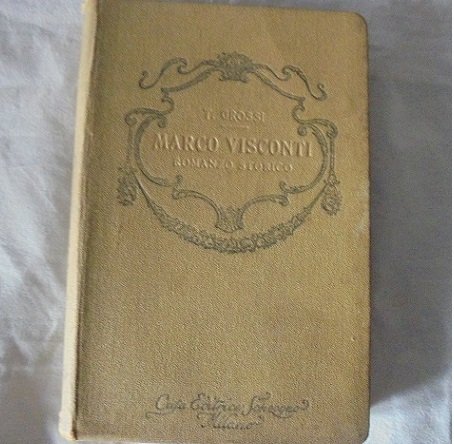 T. GROSSI
MARCO VISCONTI
ROMANZO STORICO
Casa Editrice Sonzogno
Milano